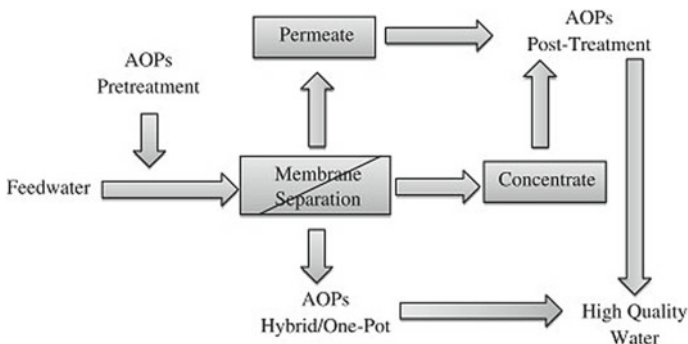 Permeate
AOPs
Post-Treatment
AOPs
Pretreatment
Feedwater
Membrane
Separation
Concentrate
AOPs
Hybrid/One-Pot
High Quality
Water